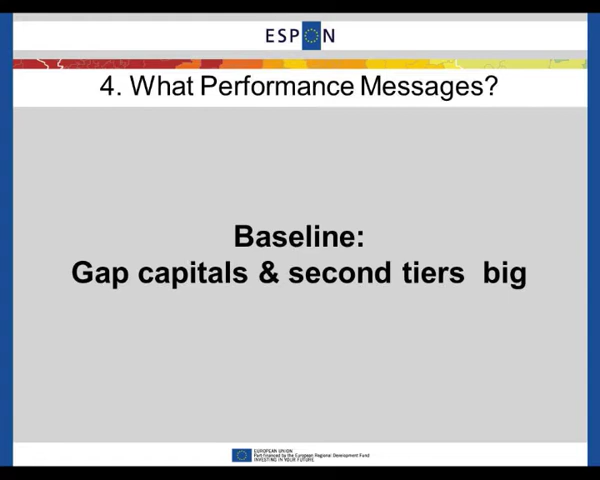 ESPON
4. What Performance Messages?
Baseline:
Gap capitals & second tiers big
EUROPEAN UNION
Part-financed by the European Regional Development Fund
INVESTING IN YOUR FUTURE